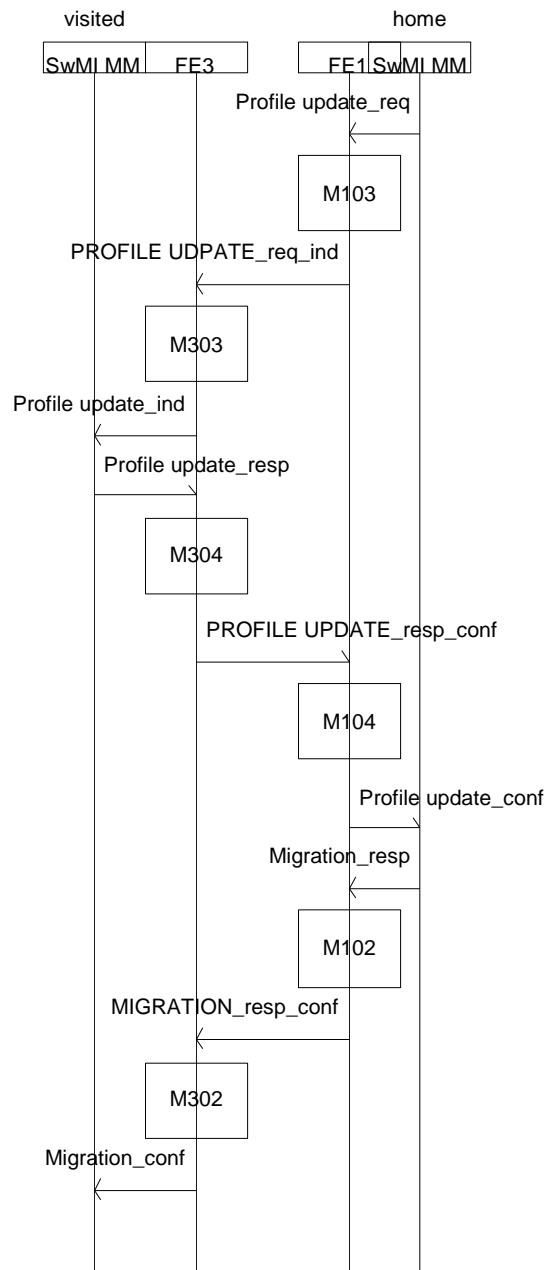 visited
home
SwMI MM
FE3
FE1
SwMI MM
Profile update_req
M103
PROFILE UDPATE_req_ind
M303
Profile update_ind
Profile update_resp
M304
PROFILE UPDATE_resp_conf
M104
Profile update_conf
Migration_resp
M102
MIGRATION_resp_conf
M302
Migration_conf